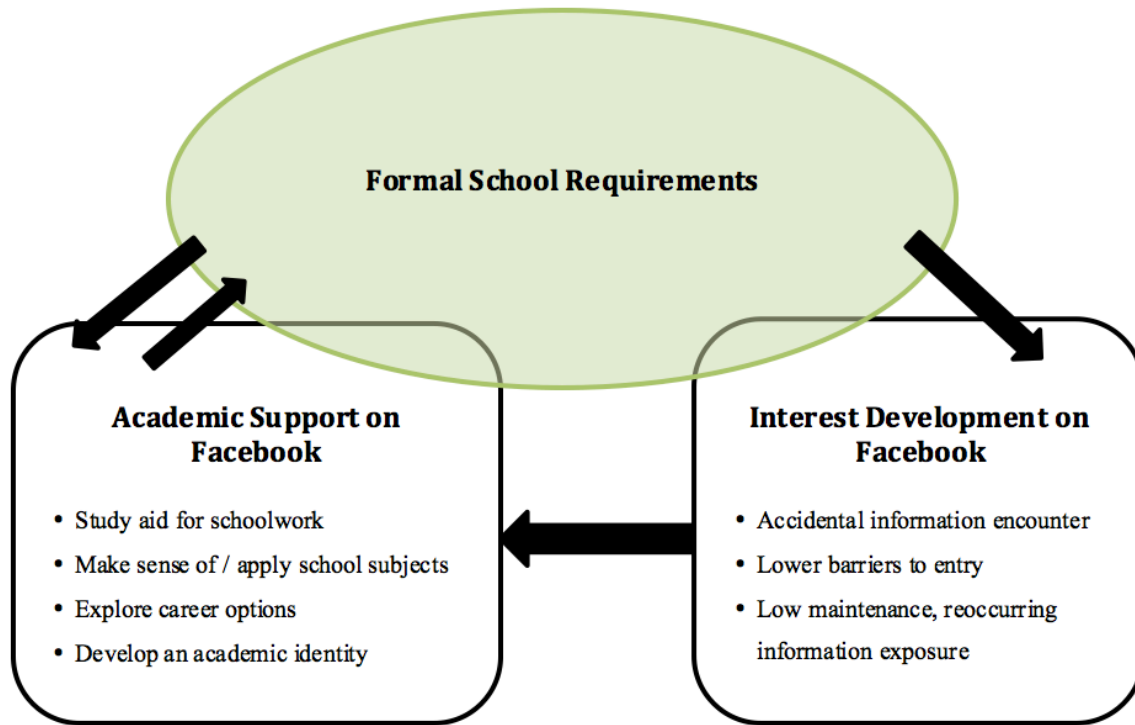 Formal School Requirements
Academic Support on
Facebook
• Study aid for schoolwork
• Make sense of / apply school subjects
• Explore career options
• Develop an academic identity
Interest Development on
Facebook
• Accidental information encounter
• Lower barriers to entry
• Low maintenance, reoccurring
information exposure